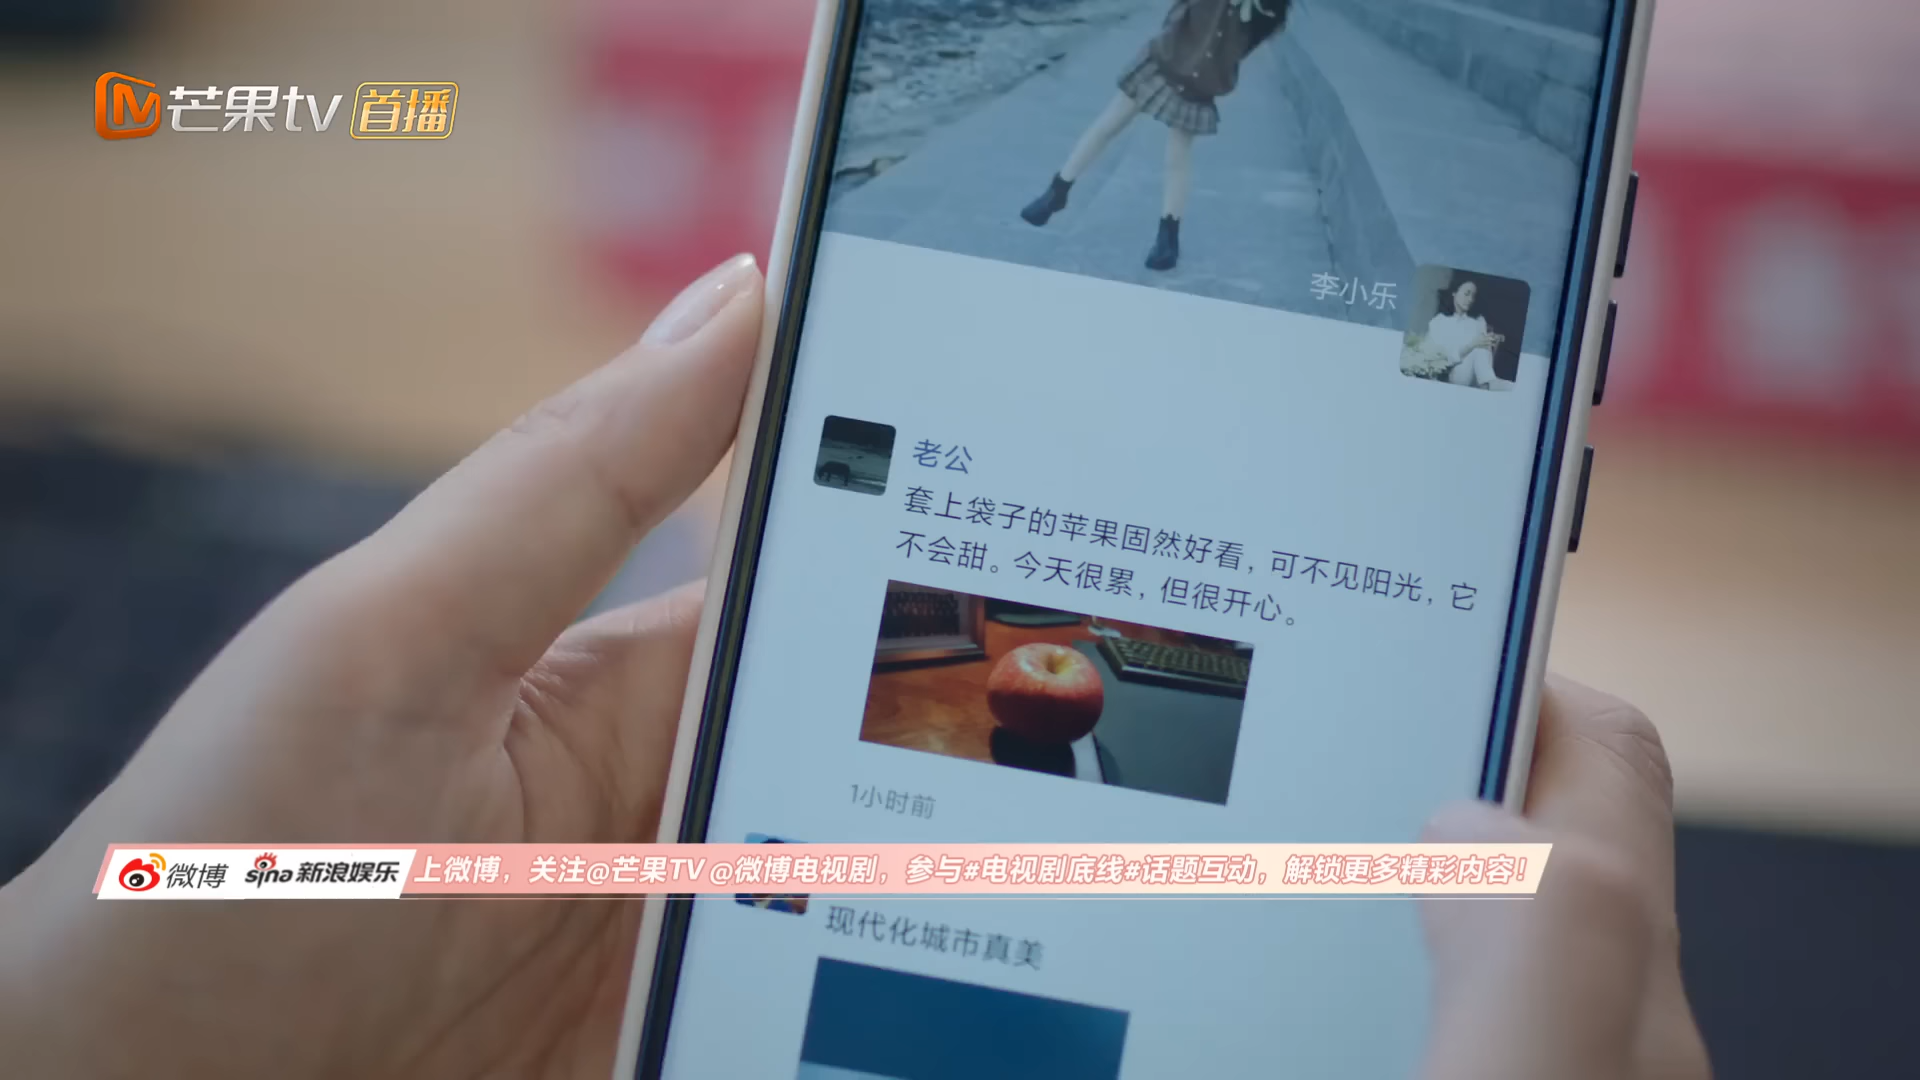 芒果tv 首播
李小乐
老公
套上袋子的苹果固然好看，可不见阳光，它
不会甜。今天很累，但很开心。
1小时前
微博 sina新浪娱乐 上微博，关注@芒果TV @微博电视剧，参与#电视剧底线#话题互动，解锁更多精彩内容！
现代化城市真美